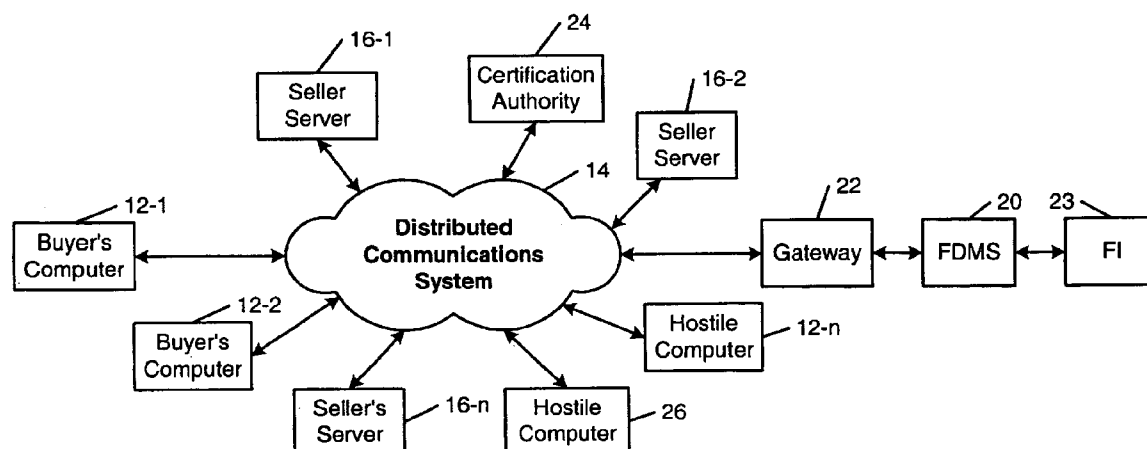 16-1
24
16-2
Seller
Server
Certification
Authority
Seller
Server
14
22
20
23
12-1
Buyer's
Computer
Distributed
Communications
System
Gateway
FDMS
FI
12-2
Buyer's
Computer
Hostile
Computer
12-n
Seller's
Server
16-n
Hostile
Computer
26